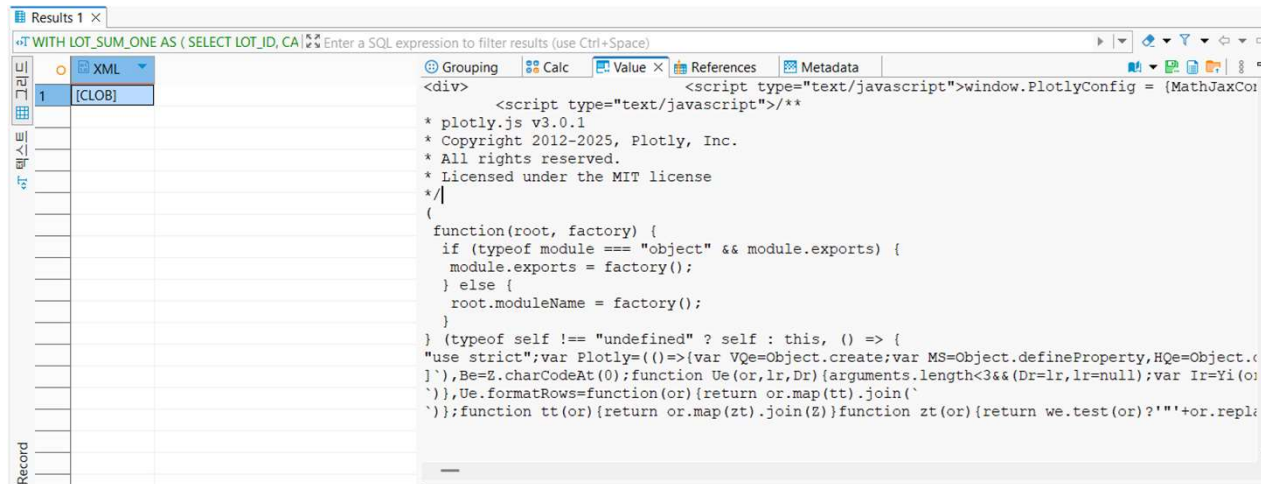 Results 1
WITH LOT_SUM_ONE AS ( SELECT LOT_ID, CA
Enter a SQL expression to filter results (use Ctrl+Space)
그리드
텍스트
Record
XML
1 [CLOB]
Grouping Calc Value References Metadata
<div> <script type="text/javascript">window.PlotlyConfig = {MathJaxCon
<script type="text/javascript">/**
* plotly.js v3.0.1
* Copyright 2012-2025, Plotly, Inc.
* All rights reserved.
* Licensed under the MIT license
*/
(
function(root, factory) {
if (typeof module === "object" && module.exports) {
module.exports = factory();
} else {
root.moduleName = factory();
}
} (typeof self !== "undefined" ? self : this, () => {
"use strict";var Plotly=(()=>{var VQe=Object.create;var MS=Object.defineProperty,HQe=Object.
]`),Be=Z.charCodeAt(0);function Ue(or,lr,Dr){arguments.length<3&&(Dr=lr,lr=null);var Ir=Yi(or
`)},Ue.formatRows=function(or){return or.map(tt).join(`
`)};function tt(or){return or.map(zt).join(Z)}function zt(or){return we.test(or)?'"'+or.repla